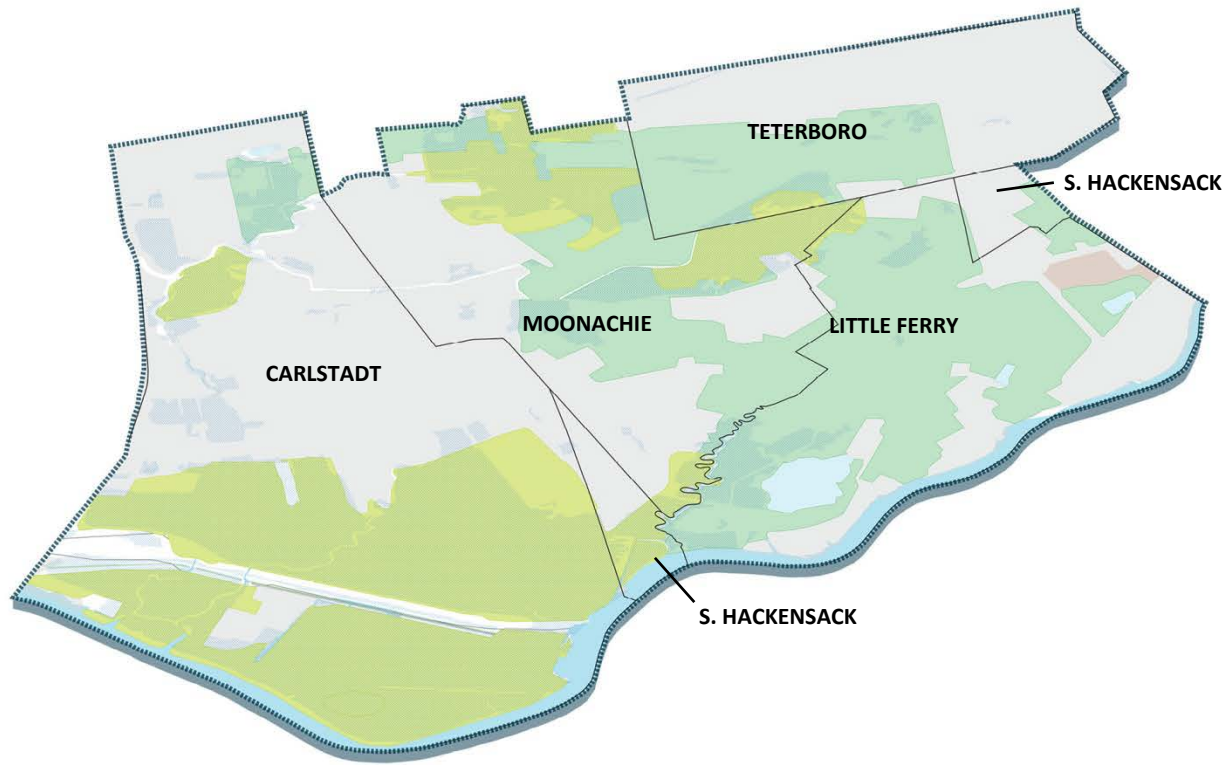 TETERBORO
S. HACKENSACK
MOONACHIE
LITTLE FERRY
CARLSTADT
S. HACKENSACK